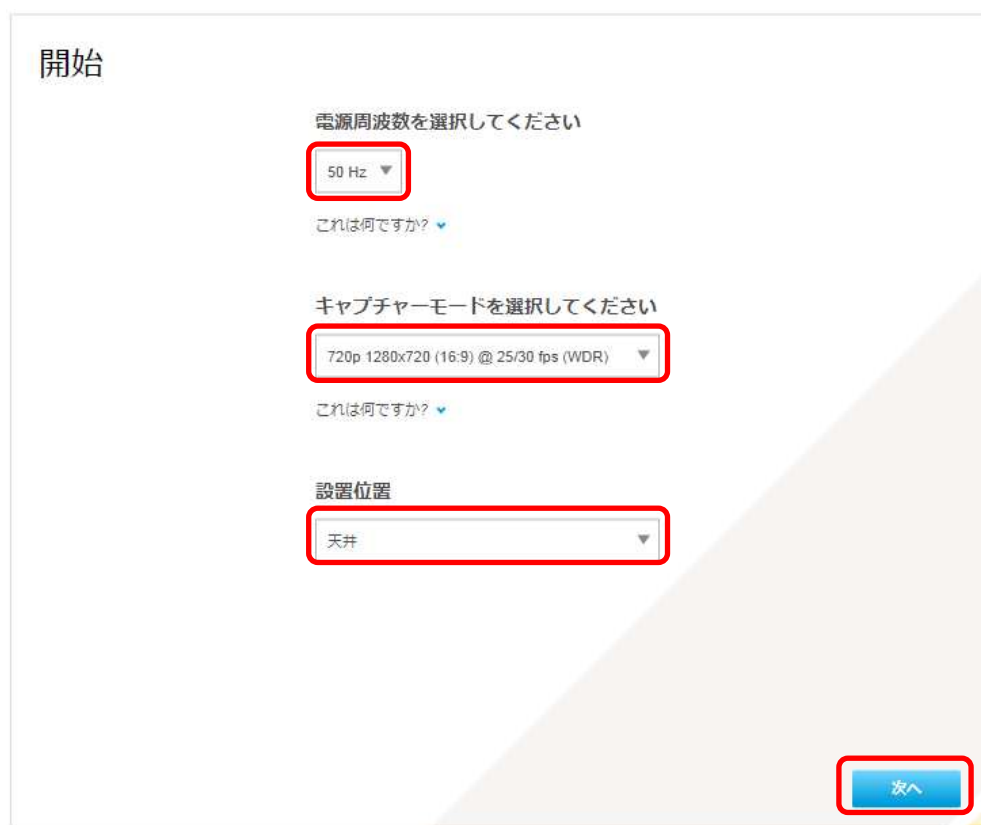 開始
電源周波数を選択してください
50 Hz
これは何ですか?
キャプチャーモードを選択してください
720p 1280x720 (16:9) @ 25/30 fps (WDR)
これは何ですか?
設置位置
天井
次へ